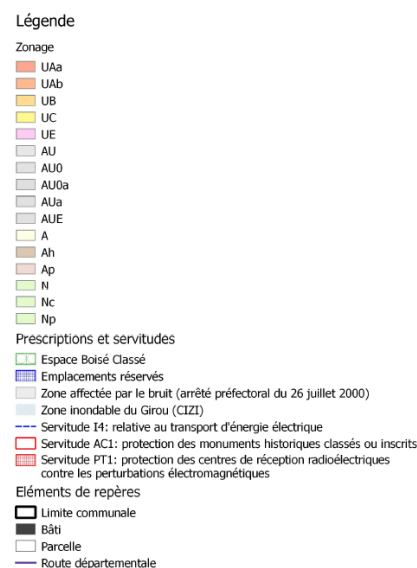 Légende
Zonage
UAa
UAb
UB
UC
UE
AU
AU0
AU0a
AUa
AUE
A
Ah
Ap
N
Nc
Np
Prescriptions et servitudes
Espace Boisé Classé
Emplacements réservés
Zone affectée par le bruit (arrêté préfectoral du 26 juillet 2000)
Zone inondable du Girou (CIZI)
Servitude I4: relative au transport d'énergie électrique
Servitude AC1: protection des monuments historiques classés ou inscrits
Servitude PT1: protection des centres de réception radioélectriques
contre les perturbations électromagnétiques
Eléments de repères
Limite communale
Bâti
Parcelle
Route départementale